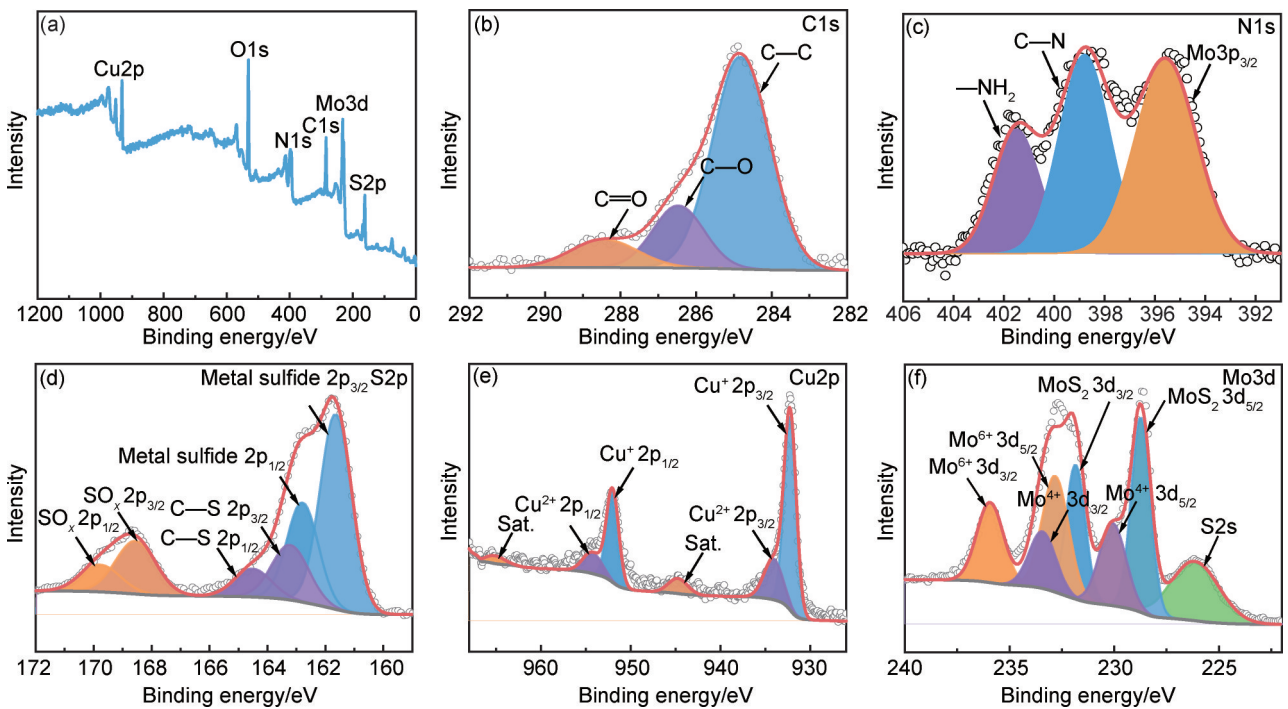 (a)
Cu2p
O1s
N1s
C1s
Mo3d
S2p
Intensity
1200 1000 800 600 400 200 0
Binding energy/eV
(b)
C1s
C—C
C—O
C=O
Intensity
292 290 288 286 284 282
Binding energy/eV
(c)
N1s
C—N
Mo3p3/2
—NH2
Intensity
406 404 402 400 398 396 394 392
Binding energy/eV
(d)
Metal sulfide 2p3/2 S2p
Metal sulfide 2p1/2
SOx 2p3/2 C—S 2p3/2
SOx 2p1/2
C—S 2p1/2
Intensity
172 170 168 166 164 162 160
Binding energy/eV
(e)
Cu2p
Cu+ 2p3/2
Cu+ 2p1/2
Cu2+ 2p1/2
Cu2+ 2p3/2
Sat.
Sat.
Intensity
960 950 940 930
Binding energy/eV
(f)
Mo3d
MoS2 3d3/2
MoS2 3d5/2
Mo6+ 3d5/2
Mo6+ 3d3/2
Mo4+ 3d3/2
Mo4+ 3d5/2
S2s
Intensity
240 235 230 225
Binding energy/eV